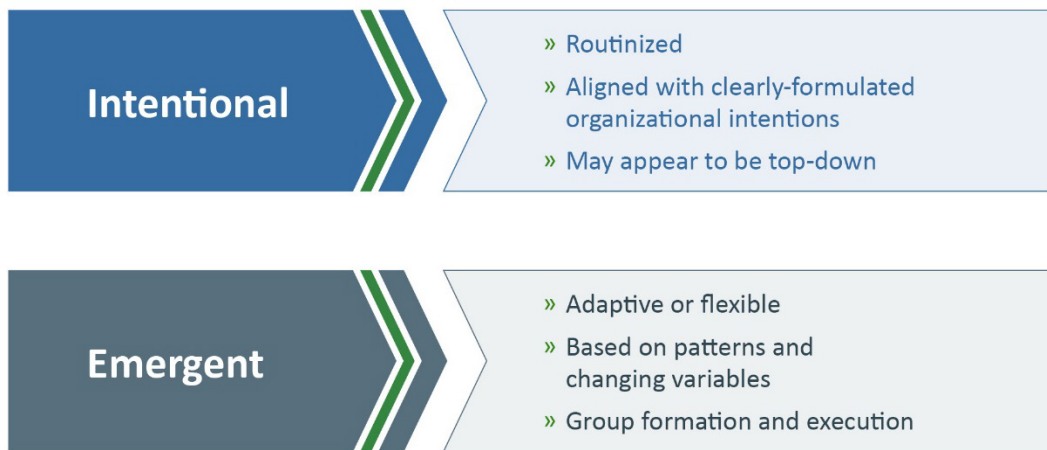 Intentional
» Routinized
» Aligned with clearly-formulated
organizational intentions
» May appear to be top-down
Emergent
» Adaptive or flexible
» Based on patterns and
changing variables
» Group formation and execution